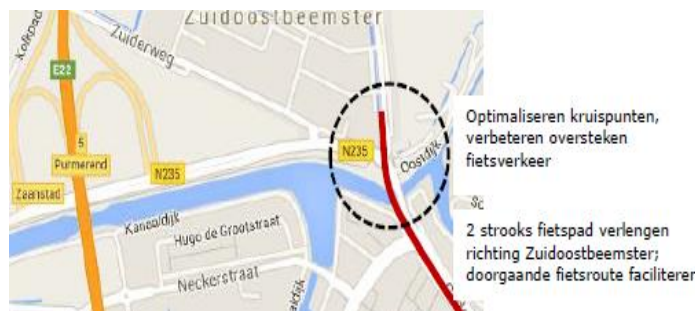 Zuidoostbeemster
Kolkpad
Zuiderweg
E22
5
Purmerend
N235
N235
Zaanstad
Oostdijk
Kanaaldijk
Hugo de Grootstraat
Neckerstraat
Optimaliseren kruispunten,
verbeteren oversteken
fietsverkeer
2 strooks fietspad verlengen
richting Zuidoostbeemster;
doorgaande fietsroute faciliteren